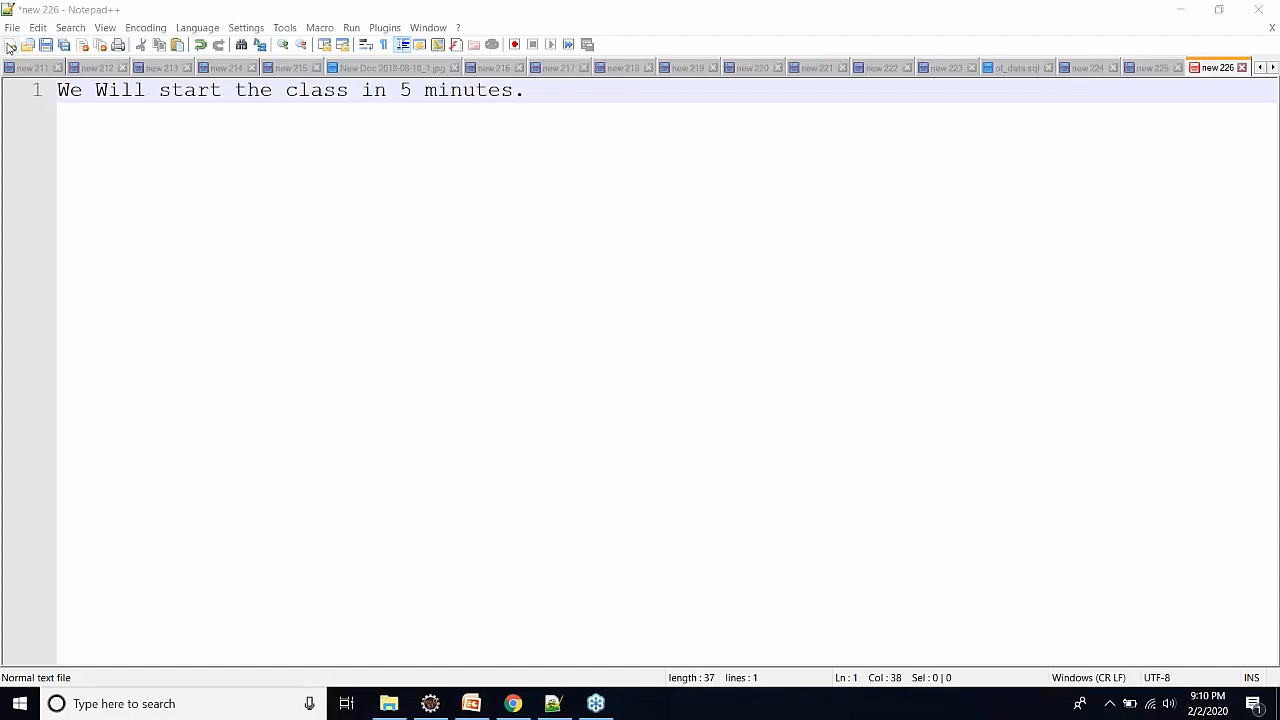 *new 226 - Notepad++
File Edit Search View Encoding Language Settings Tools Macro Run Plugins Window ? X
new 211 new 212 new 213 new 214 new 215 New Doc 2018-08-18_1.jpg new 216 new 217 new 218 new 219 new 220 new 221 new 222 new 223 ot_data.sql new 224 new 225 new 226
1 We Will start the class in 5 minutes.
Normal text file length : 37 lines : 1 Ln : 1 Col : 38 Sel : 0 | 0 Windows (CR LF) UTF-8 INS
Type here to search
9:10 PM
2/2/2020
1